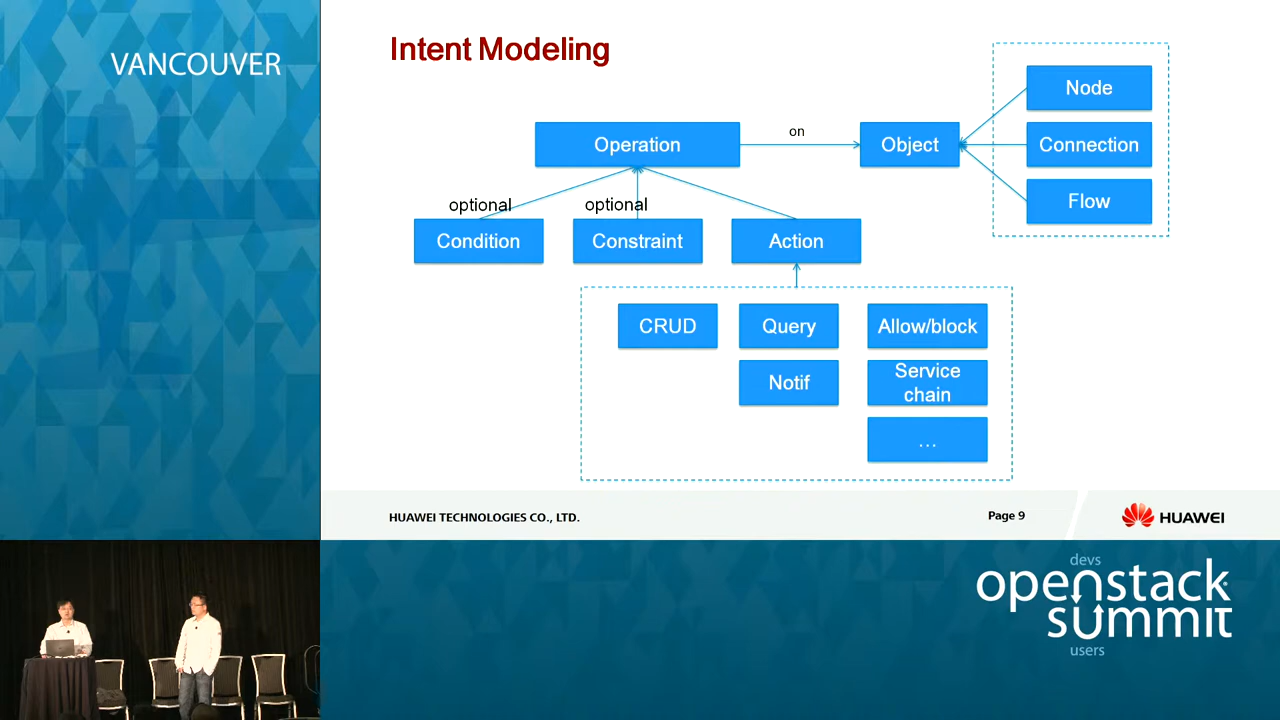 VANCOUVER
Intent Modeling
Node
Operation
on
Object
Connection
Flow
optional
optional
Condition
Constraint
Action
CRUD
Query
Allow/block
Notif
Service
chain
...
HUAWEI TECHNOLOGIES CO., LTD.
Page 9
HUAWEI
devs
openstack
summit
users